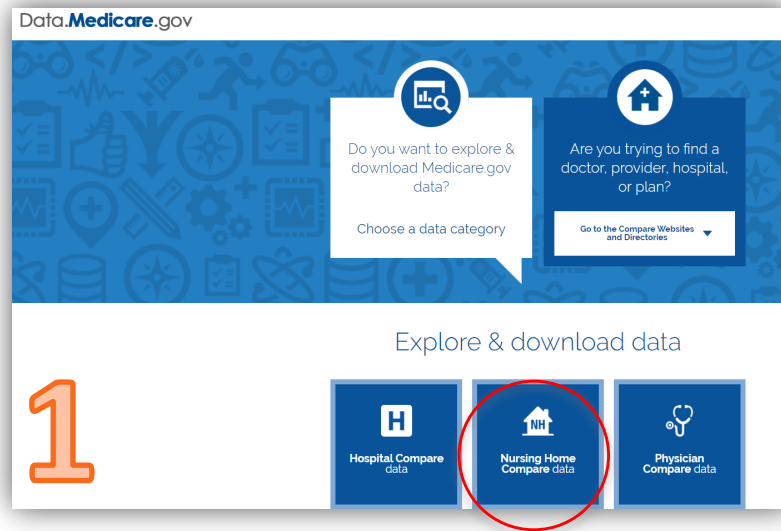 Data.Medicare.gov
Do you want to explore &
download Medicare.gov
data?
Choose a data category
Are you trying to find a
doctor, provider, hospital,
or plan?
Go to the Compare Websites
and Directories
Explore & download data
1
H
Hospital Compare
data
NH
Nursing Home
Compare data
Physician
Compare data